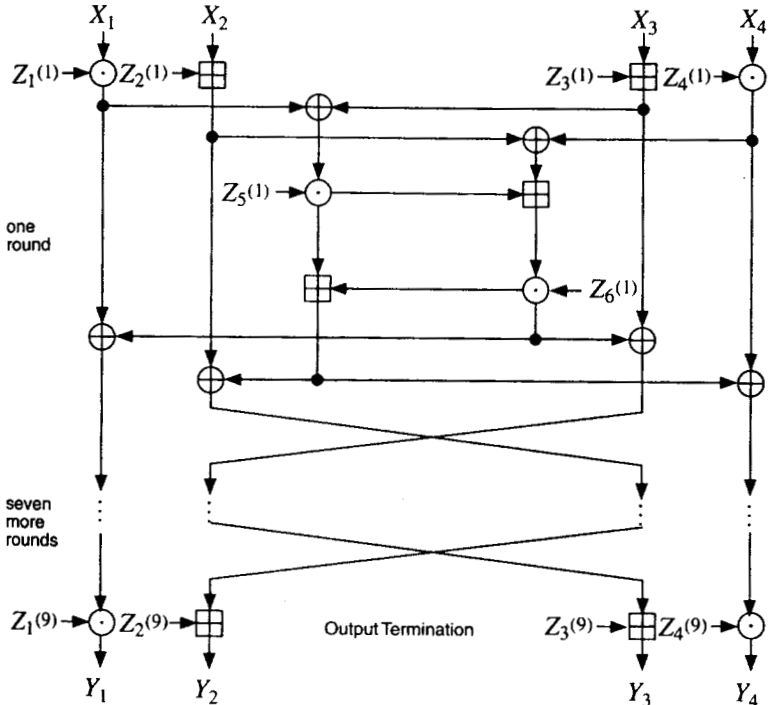 X₁ X₂ X₃ X₄
Z₁⁽¹⁾ Z₂⁽¹⁾ Z₃⁽¹⁾ Z₄⁽¹⁾
Z₅⁽¹⁾
one
round
Z₆⁽¹⁾
seven
more
rounds
Z₁⁽⁹⁾ Z₂⁽⁹⁾ Output Termination Z₃⁽⁹⁾ Z₄⁽⁹⁾
Y₁ Y₂ Y₃ Y₄